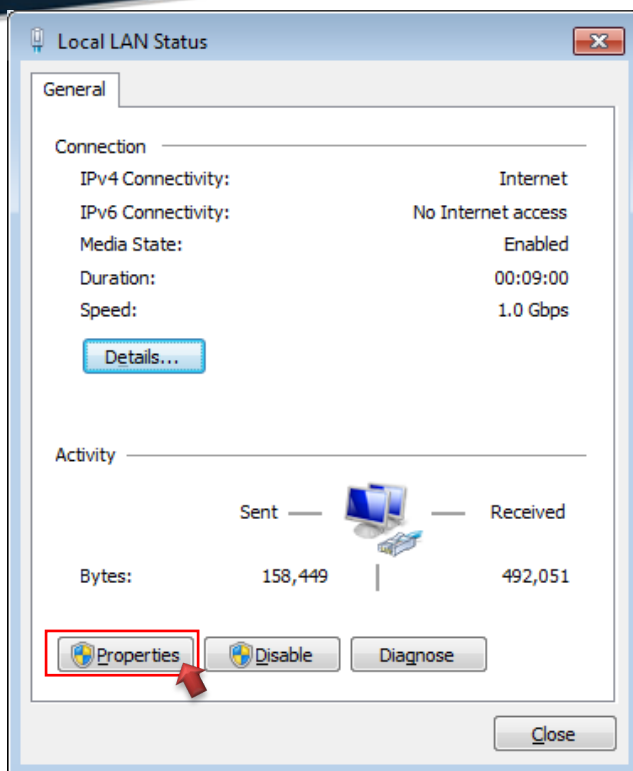 Local LAN Status
General
Connection
IPv4 Connectivity: Internet
IPv6 Connectivity: No Internet access
Media State: Enabled
Duration: 00:09:00
Speed: 1.0 Gbps
Details...
Activity
Sent Received
Bytes: 158,449 492,051
Properties Disable Diagnose
Close